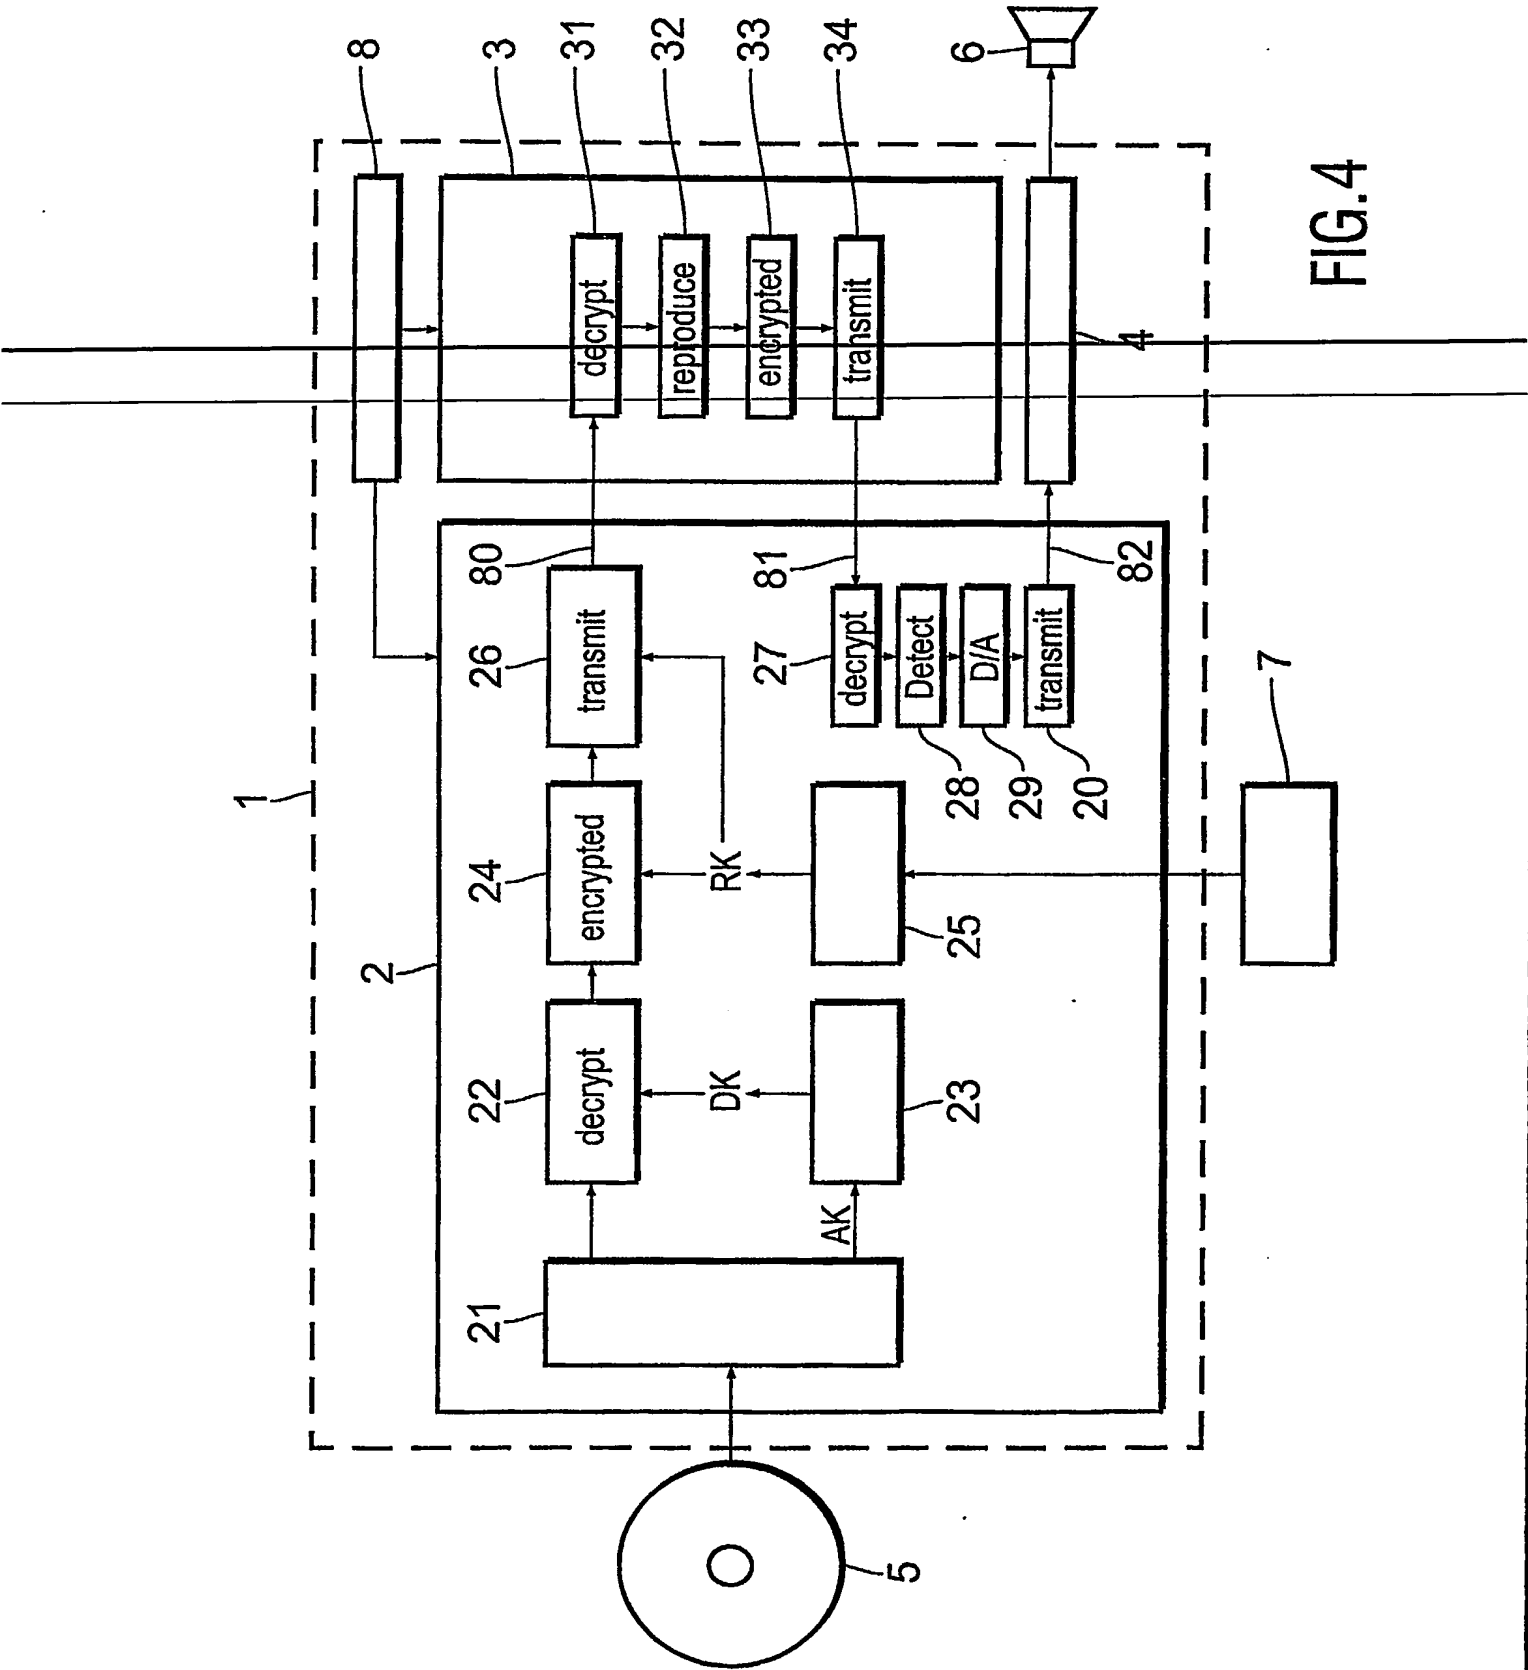 1
2
8
3
21
22
decrypt
24
encrypted
26
transmit
80
31
decrypt
32
reproduce
33
encrypted
34
transmit
AK
DK
RK
23
25
81
27
decrypt
28
Detect
29
D/A
20
transmit
82
4
6
5
7
FIG.4